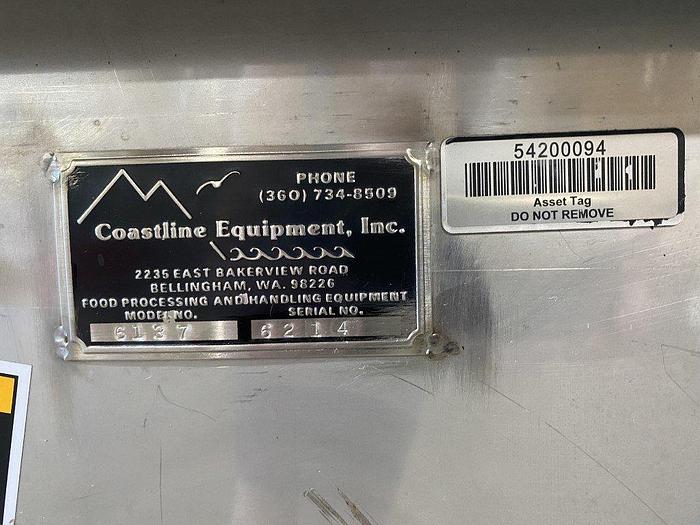 PHONE
(360) 734-8509
Coastline Equipment, Inc.
2235 EAST BAKERVIEW ROAD
BELLINGHAM, WA. 98226
FOOD PROCESSING AND HANDLING EQUIPMENT
MODEL NO. SERIAL NO.
6137 6214
54200094
Asset Tag
DO NOT REMOVE